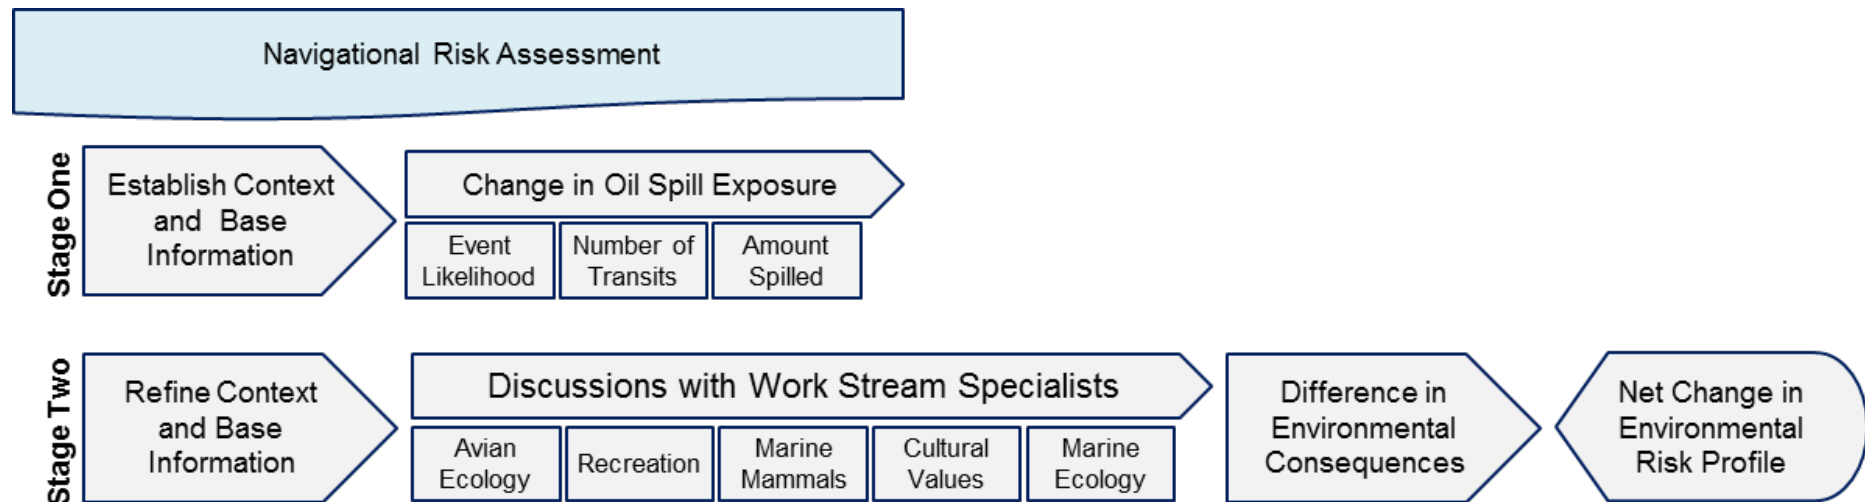 Navigational Risk Assessment
Stage One
Establish Context
and Base
Information
Change in Oil Spill Exposure
Event
Likelihood
Number of
Transits
Amount
Spilled
Stage Two
Refine Context
and Base
Information
Discussions with Work Stream Specialists
Avian
Ecology
Recreation
Marine
Mammals
Cultural
Values
Marine
Ecology
Difference in
Environmental
Consequences
Net Change in
Environmental
Risk Profile